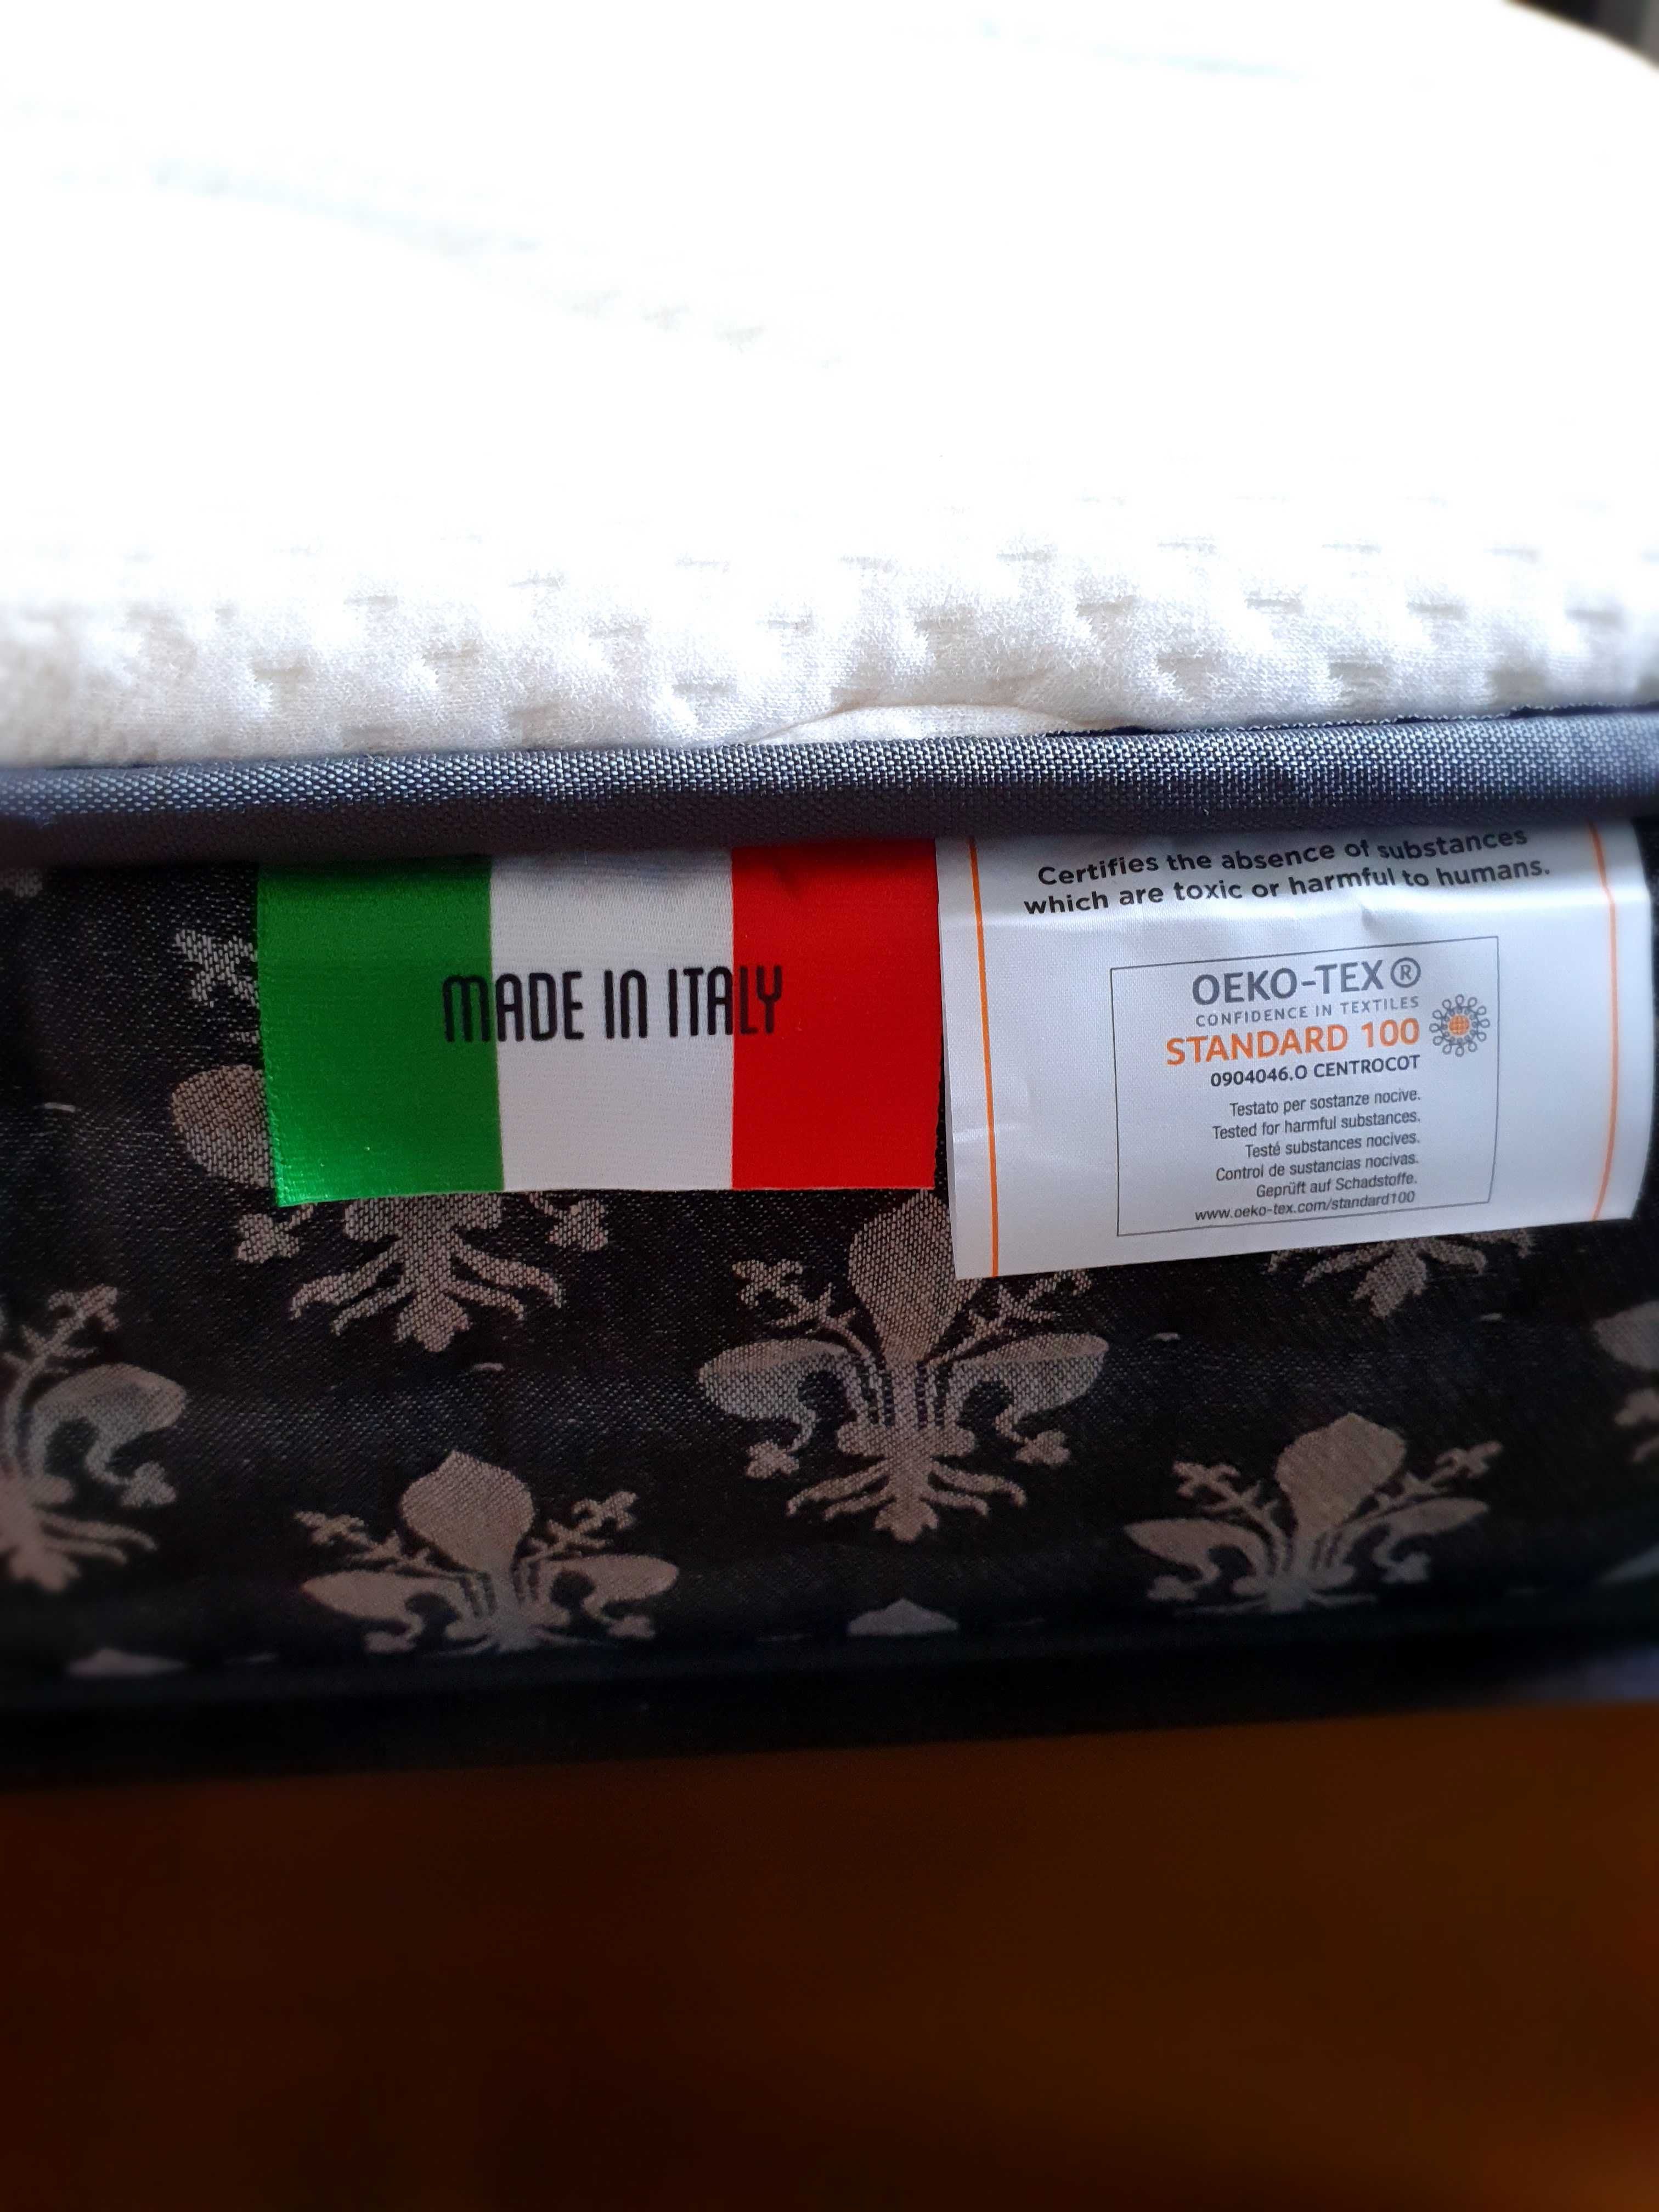 MADE IN ITALY
Certifies the absence of substances
which are toxic or harmful to humans.
OEKO-TEX®
CONFIDENCE IN TEXTILES
STANDARD 100
0904046.O CENTROCOT
Testato per sostanze nocive.
Tested for harmful substances.
Testé substances nocives.
Control de sustancias nocivas.
Geprüft auf Schadstoffe.
www.oeko-tex.com/standard100